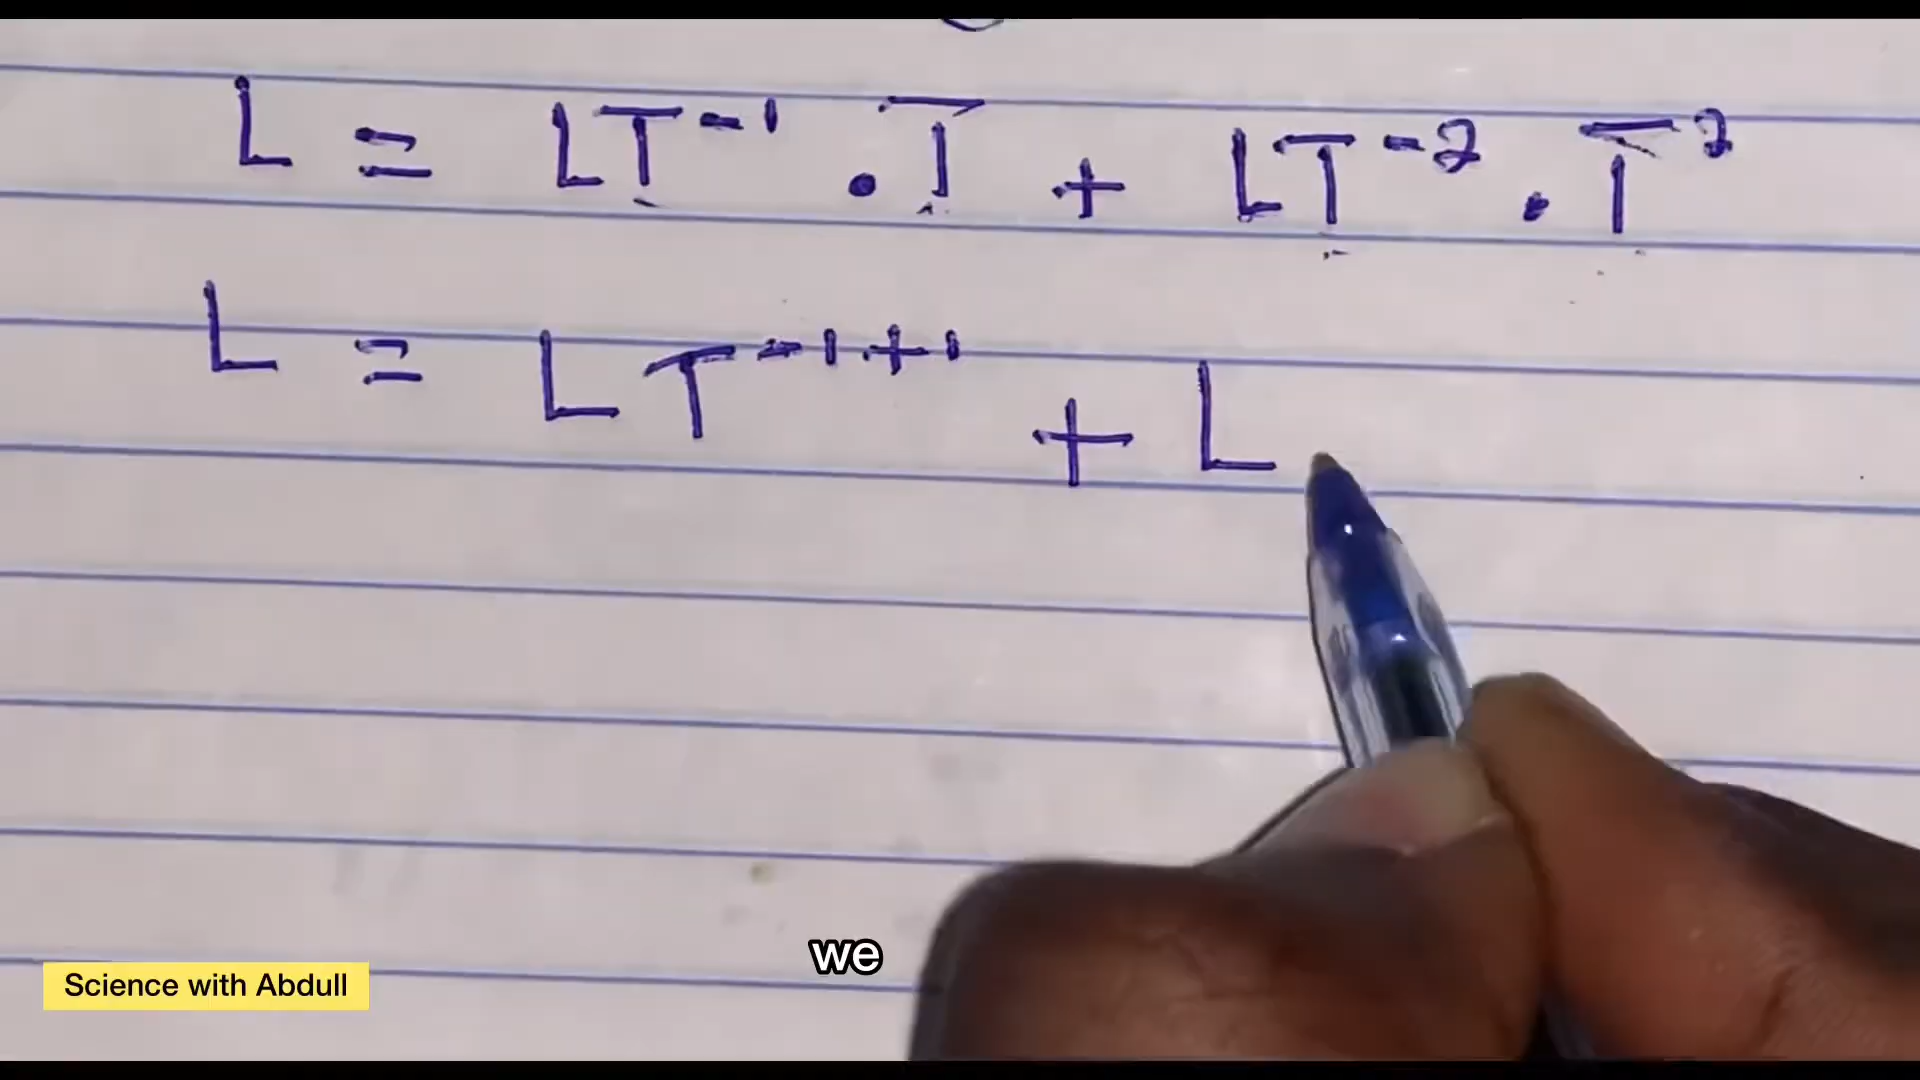 L = LT⁻¹ . T + LT⁻² . T²
L = LT⁻¹⁺¹ + L
we
Science with Abdull